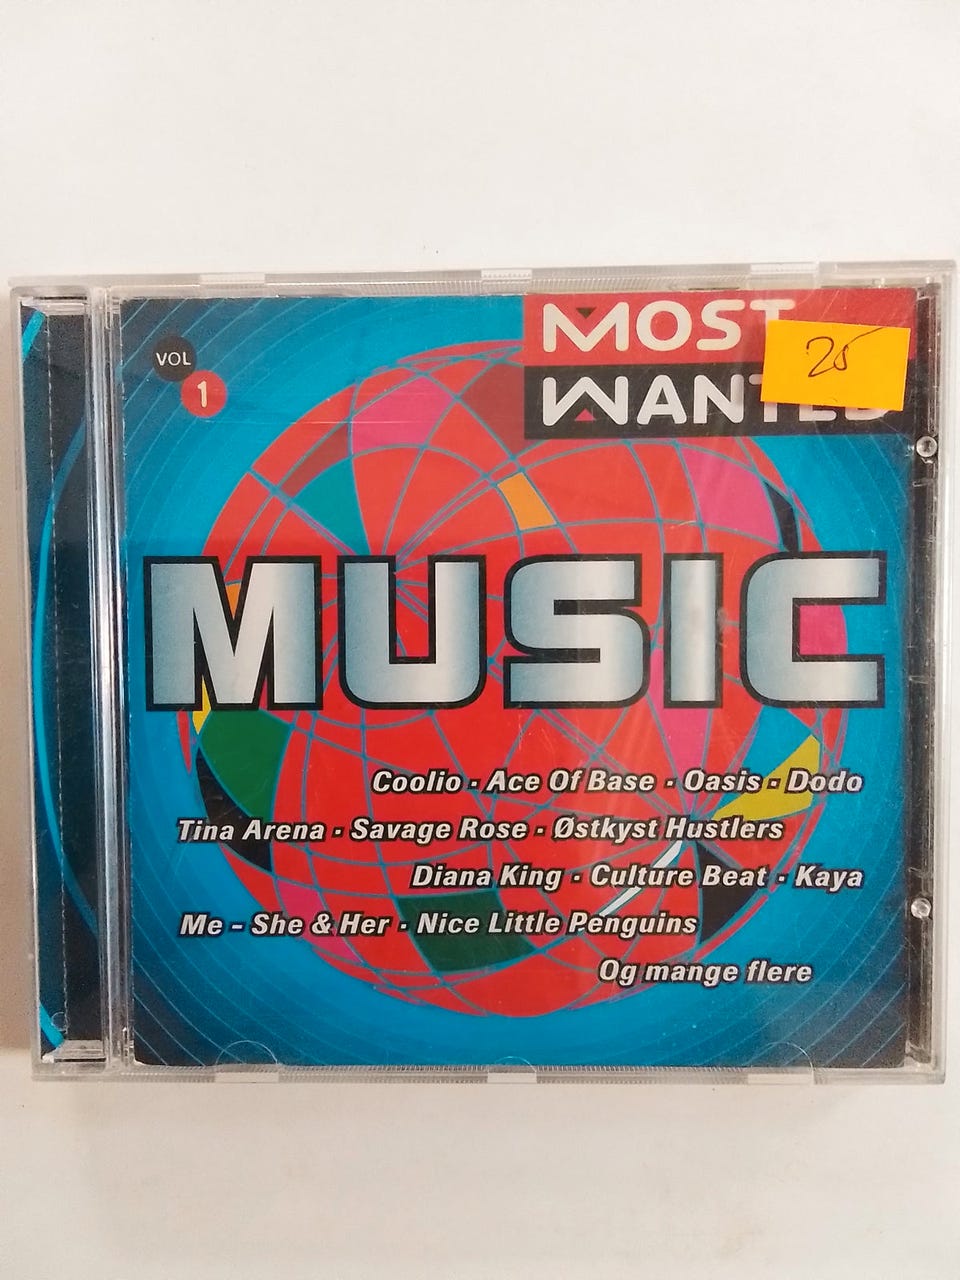 VOL
1
MOST
WANTED
25
MUSIC
Coolio · Ace Of Base · Oasis · Dodo
Tina Arena · Savage Rose · Østkyst Hustlers
Diana King · Culture Beat · Kaya
Me - She & Her · Nice Little Penguins
Og mange flere